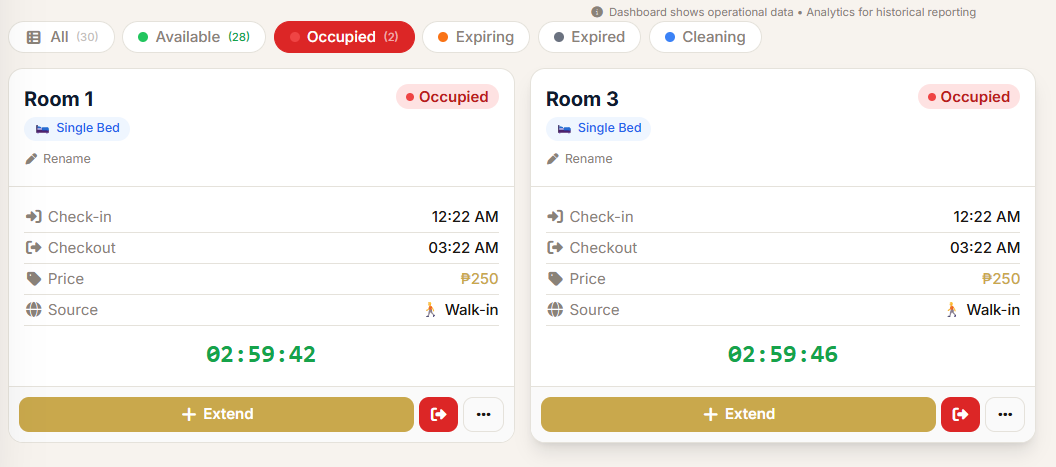 Dashboard shows operational data • Analytics for historical reporting
All (30) Available (28) Occupied (2) Expiring Expired Cleaning
Room 1 Occupied
Single Bed
Rename
Check-in 12:22 AM
Checkout 03:22 AM
Price ₱250
Source Walk-in
02:59:42
+ Extend
Room 3 Occupied
Single Bed
Rename
Check-in 12:22 AM
Checkout 03:22 AM
Price ₱250
Source Walk-in
02:59:46
+ Extend